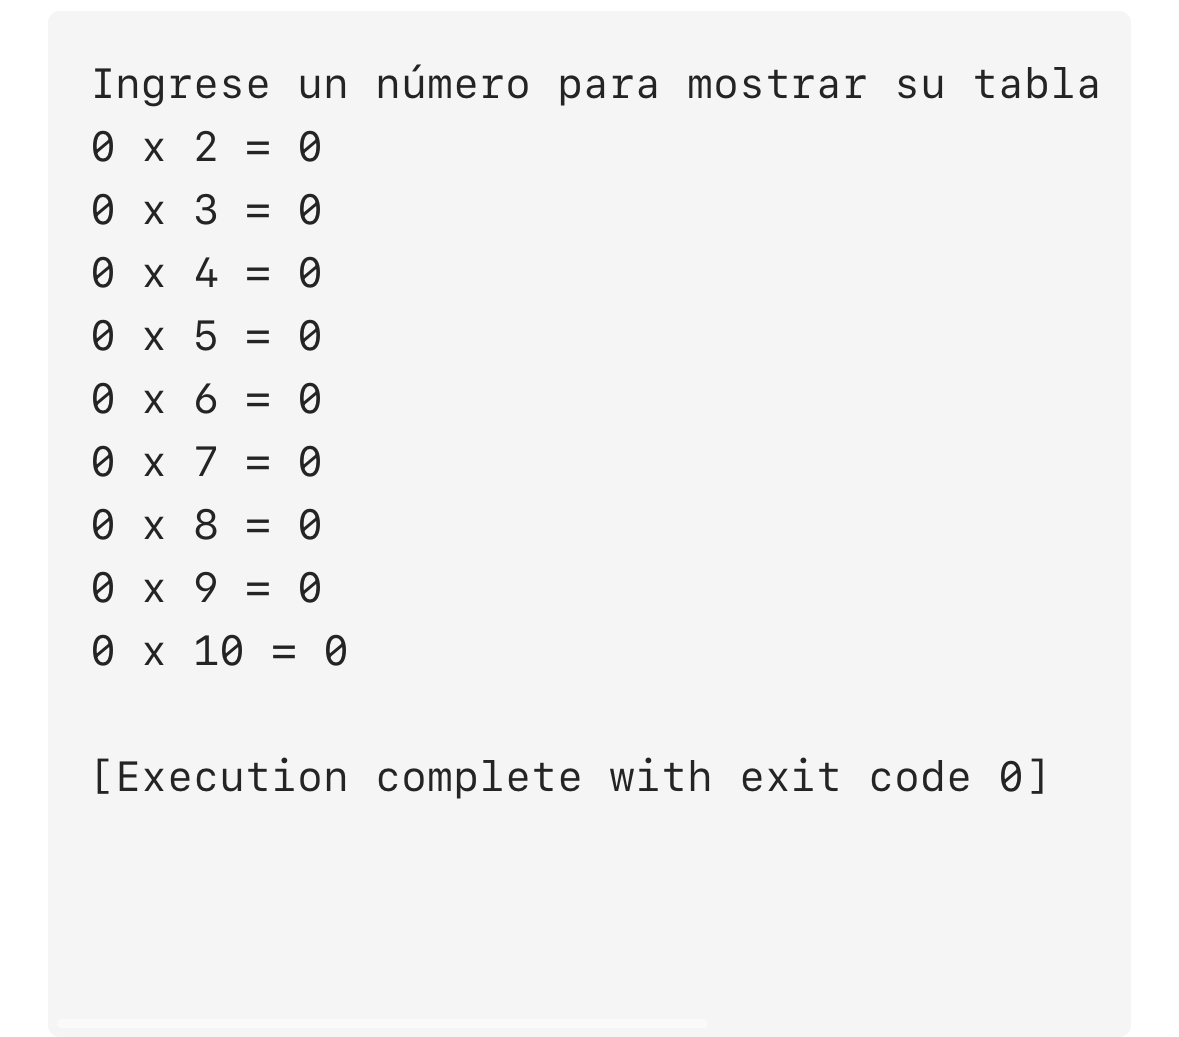 Ingrese un número para mostrar su tabla
0 x 2 = 0
0 x 3 = 0
0 x 4 = 0
0 x 5 = 0
0 x 6 = 0
0 x 7 = 0
0 x 8 = 0
0 x 9 = 0
0 x 10 = 0
[Execution complete with exit code 0]